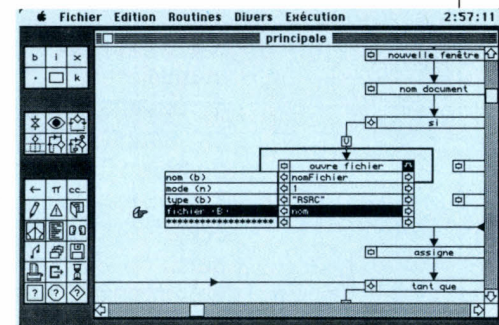 Fichier Edition Routines Divers Exécution 2:57:11
principale
b i x
k
nouvelle fenêtre
nom document
si
V
ouvre fichier
nom (b) nomFichier
mode (n) 1
type (b) "RSRC"
fichier ·B· nom
********************
assigne
tant que
← π cc...
? ? ?